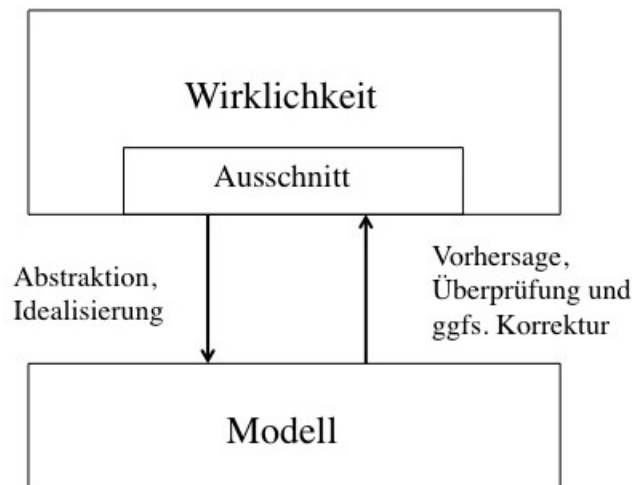 Wirklichkeit
Ausschnitt
Abstraktion,
Idealisierung
Vorhersage,
Überprüfung und
ggfs. Korrektur
Modell